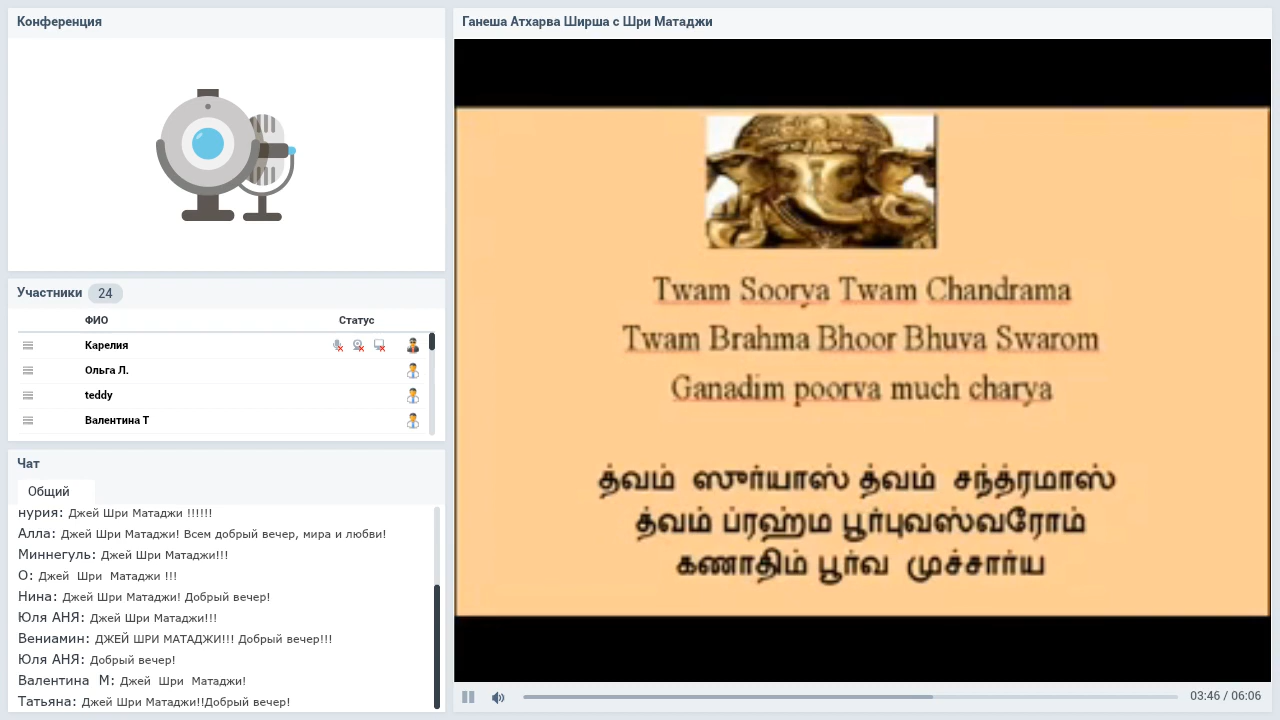 Конференция
Участники 24
ФИО Статус
Карелия
Ольга Л.
teddy
Валентина Т
Чат
Общий
нурия: Джей Шри Матаджи !!!!!!
Алла: Джей Шри Матаджи! Всем добрый вечер, мира и любви!
Миннегуль: Джей Шри Матаджи!!!
О: Джей Шри Матаджи !!!
Нина: Джей Шри Матаджи! Добрый вечер!
Юля АНЯ: Джей Шри Матаджи!!!
Вениамин: ДЖЕЙ ШРИ МАТАДЖИ!!! Добрый вечер!!!
Юля АНЯ: Добрый вечер!
Валентина М: Джей Шри Матаджи!
Татьяна: Джей Шри Матаджи!!Добрый вечер!
Ганеша Атхарва Ширша с Шри Матаджи
Twam Soorya Twam Chandrama
Twam Brahma Bhoor Bhuva Swarom
Ganadim poorva much charya
த்வம் ஸுர்யாஸ் த்வம் சந்த்ரமாஸ்
த்வம் ப்ரஹ்ம பூர்புவஸ்வரோம்
கணாதிம் பூர்வ முச்சார்ய
03:46 / 06:06